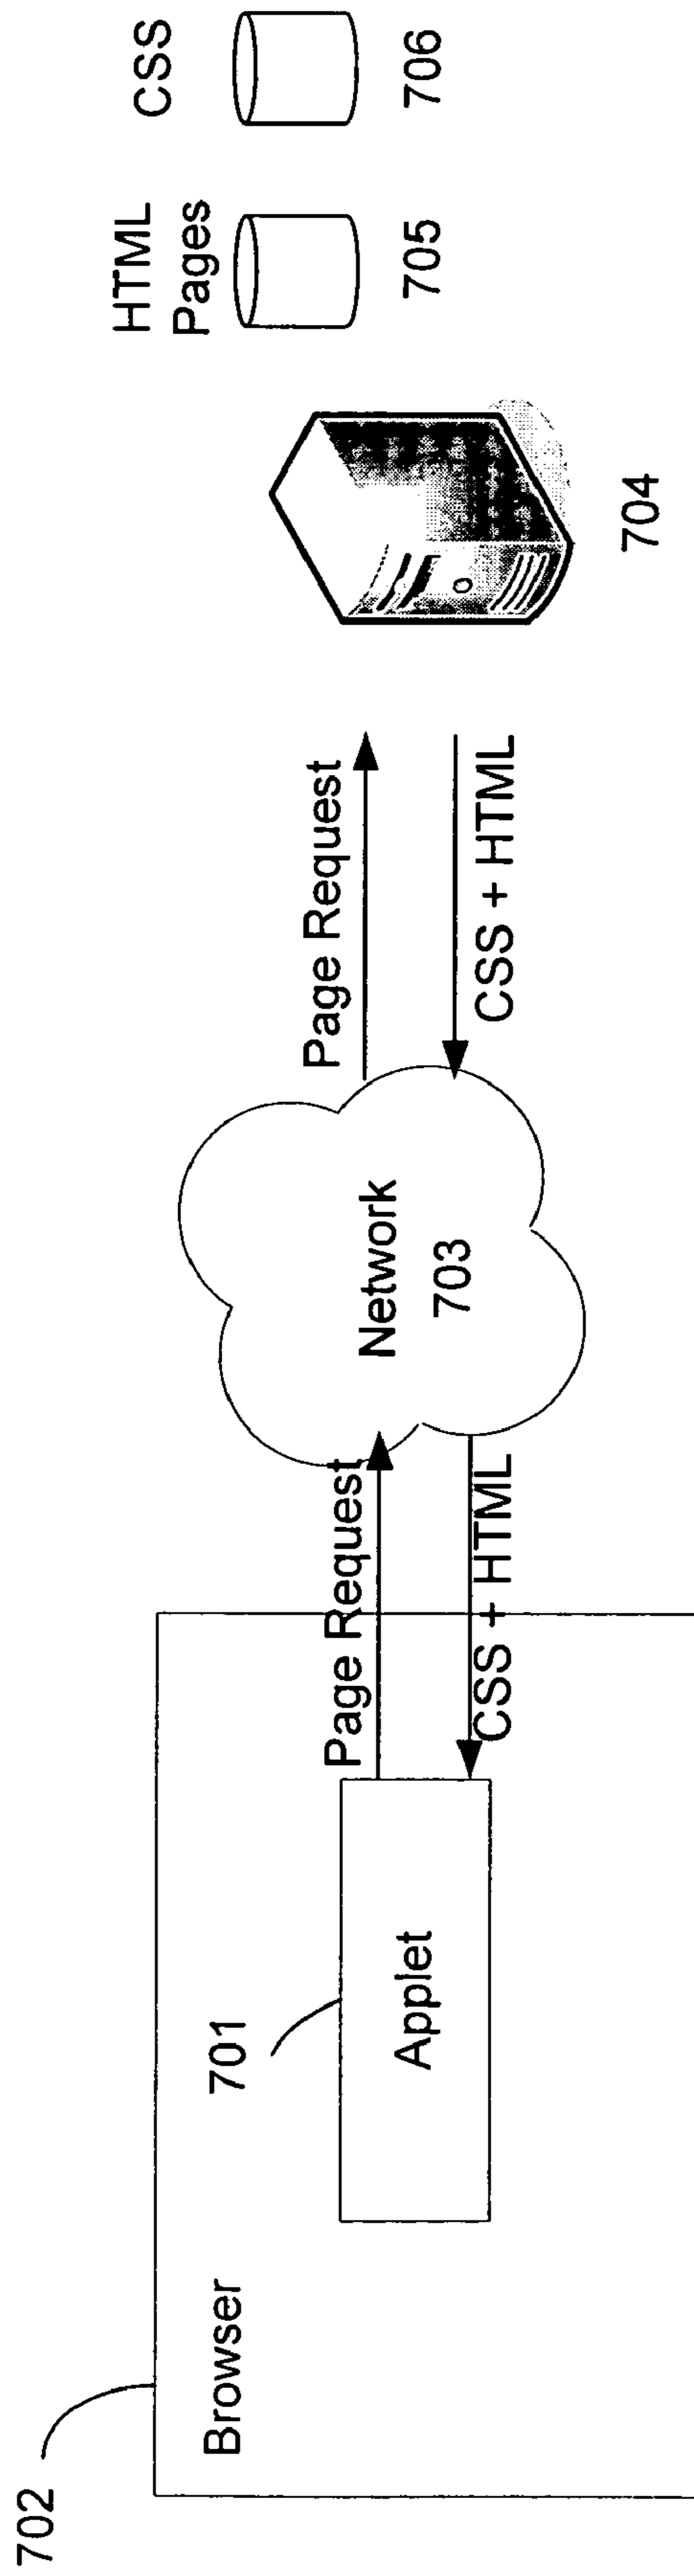 702
Browser
701
Applet
Page Request
CSS + HTML
Network
703
Page Request
CSS + HTML
704
HTML
Pages
705
CSS
706